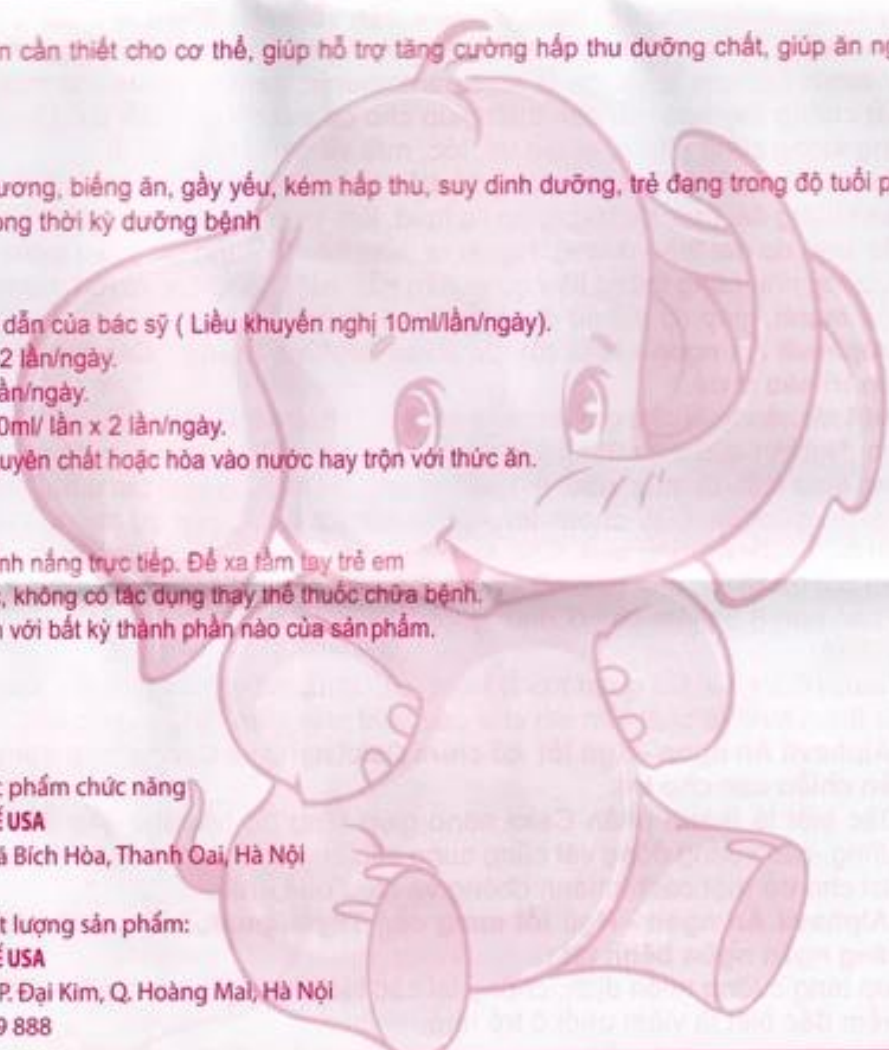 n cần thiết cho cơ thể, giúp hỗ trợ tăng cường hấp thu dưỡng chất, giúp ăn ng
ương, biếng ăn, gầy yếu, kém hấp thu, suy dinh dưỡng, trẻ đang trong độ tuổi p
ong thời kỳ dưỡng bệnh
dẫn của bác sỹ ( Liều khuyến nghị 10ml/lần/ngày).
2 lần/ngày.
ần/ngày.
0ml/ lần x 2 lần/ngày.
uyên chất hoặc hòa vào nước hay trộn với thức ăn.
nh nắng trực tiếp. Để xa tầm tay trẻ em
, không có tác dụng thay thế thuốc chữa bệnh.
với bất kỳ thành phần nào của sản phẩm.
phẩm chức năng
Ế USA
ã Bích Hòa, Thanh Oai, Hà Nội
t lượng sản phẩm:
Ế USA
P. Đại Kim, Q. Hoàng Mai, Hà Nội
9 888